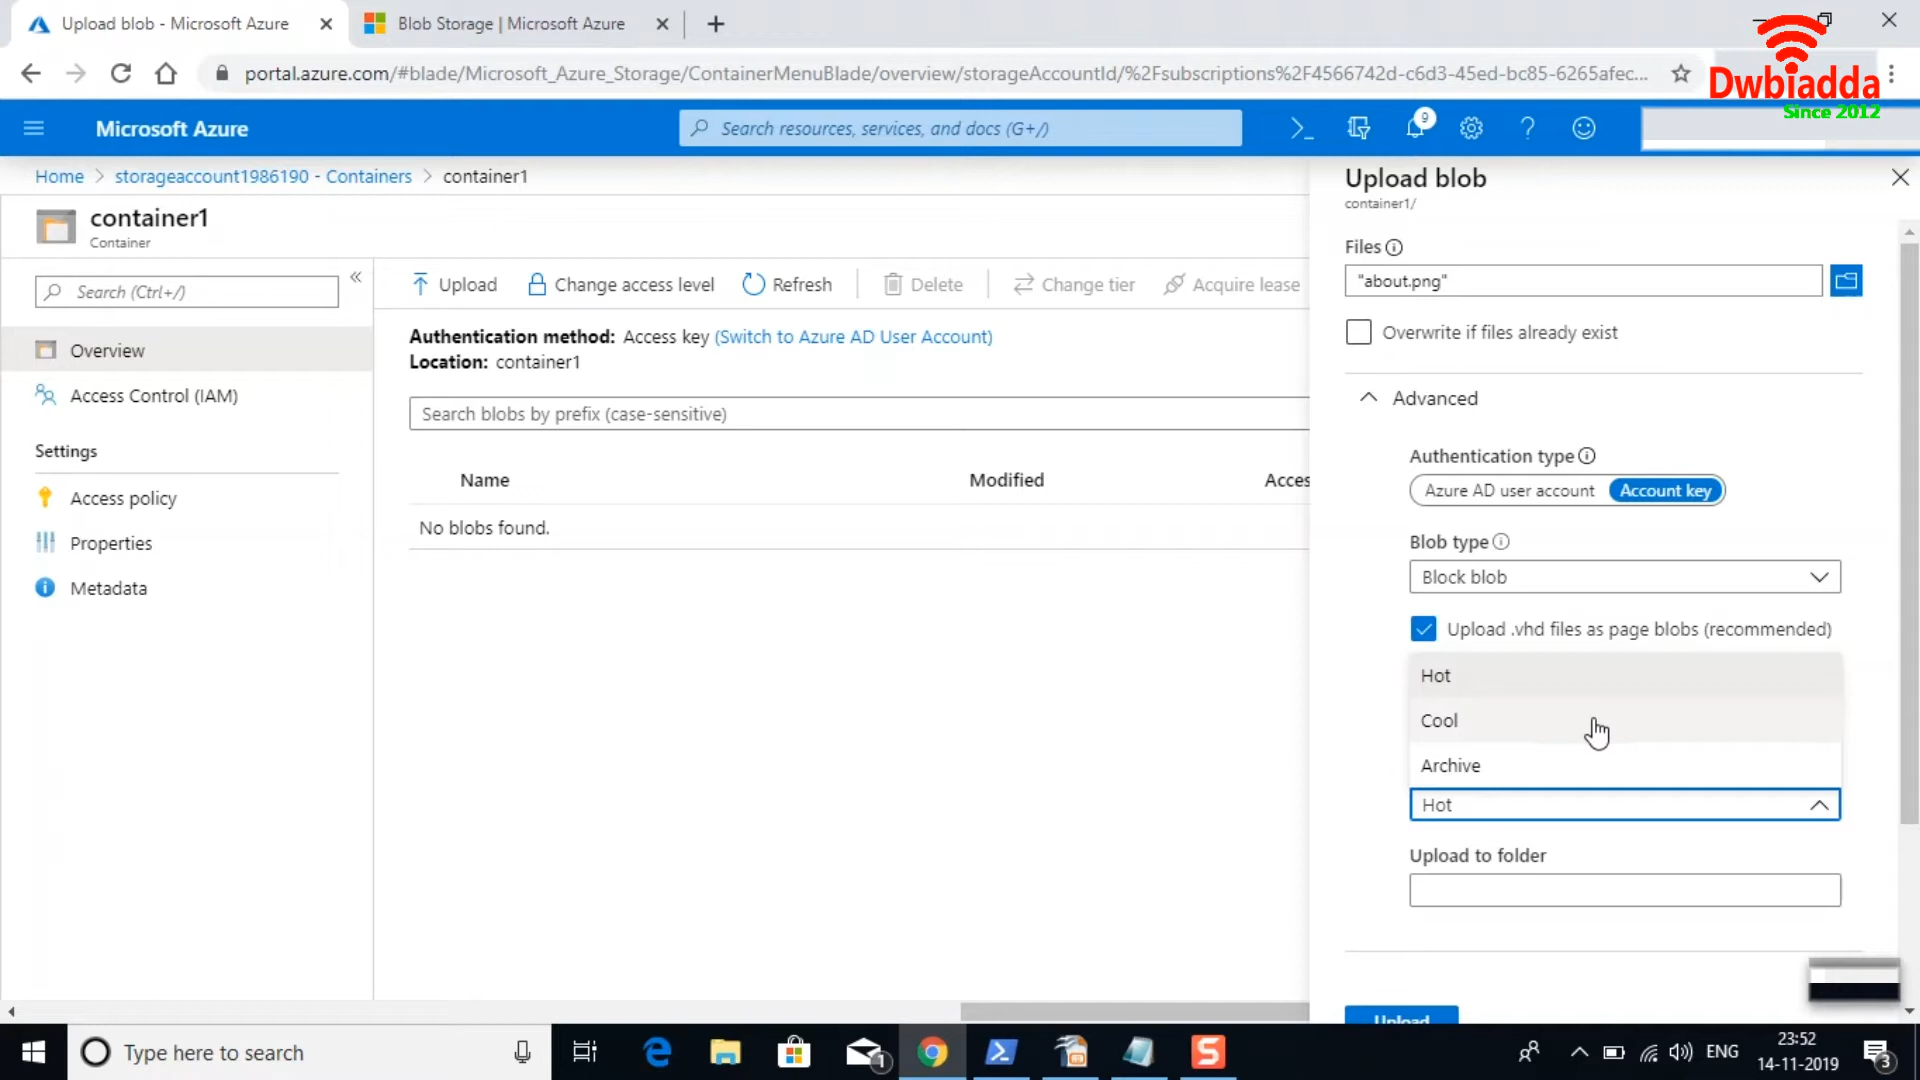 Upload blob - Microsoft Azure
Blob Storage | Microsoft Azure
portal.azure.com/#blade/Microsoft_Azure_Storage/ContainerMenuBlade/overview/storageAccountId/%2Fsubscriptions%2F4566742d-c6d3-45ed-bc85-6265afec...
Dwbiadda
Since 2012
Microsoft Azure
Search resources, services, and docs (G+/)
9
Home > storageaccount1986190 - Containers > container1
container1
Container
Search (Ctrl+/)
Overview
Access Control (IAM)
Settings
Access policy
Properties
Metadata
Upload
Change access level
Refresh
Delete
Change tier
Acquire lease
Authentication method: Access key (Switch to Azure AD User Account)
Location: container1
Search blobs by prefix (case-sensitive)
Name Modified Acces
No blobs found.
Upload blob
container1/
Files
"about.png"
Overwrite if files already exist
Advanced
Authentication type
Azure AD user account Account key
Blob type
Block blob
Upload .vhd files as page blobs (recommended)
Hot
Cool
Archive
Hot
Upload to folder
Upload
Type here to search
1
ENG
23:52
14-11-2019
3